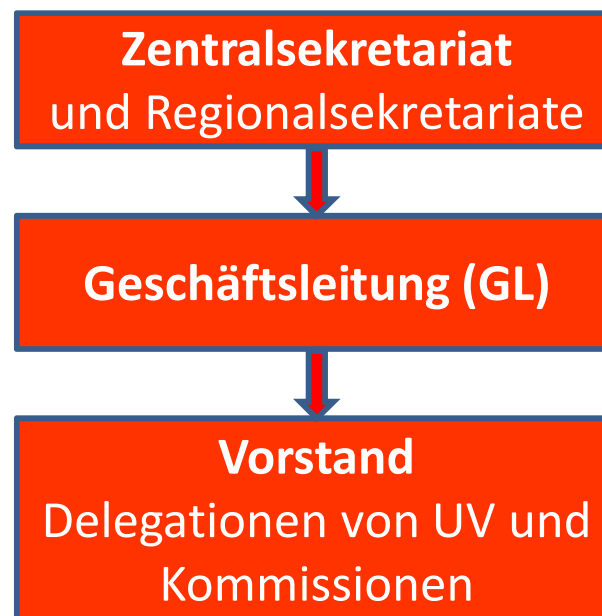 Zentralsekretariat
und Regionalsekretariate
Geschäftsleitung (GL)
Vorstand
Delegationen von UV und
Kommissionen